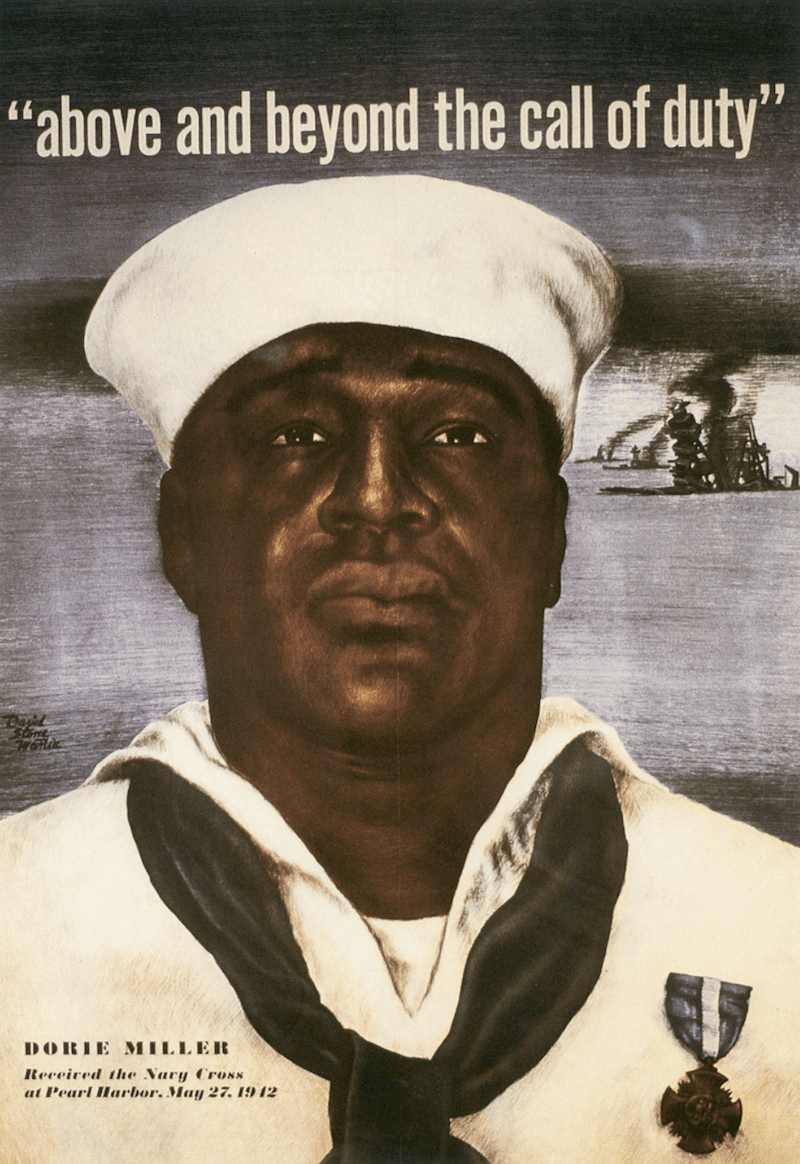 “above and beyond the call of duty”
David
Stone
Martin
DORIE MILLER
Received the Navy Cross
at Pearl Harbor, May 27, 1942